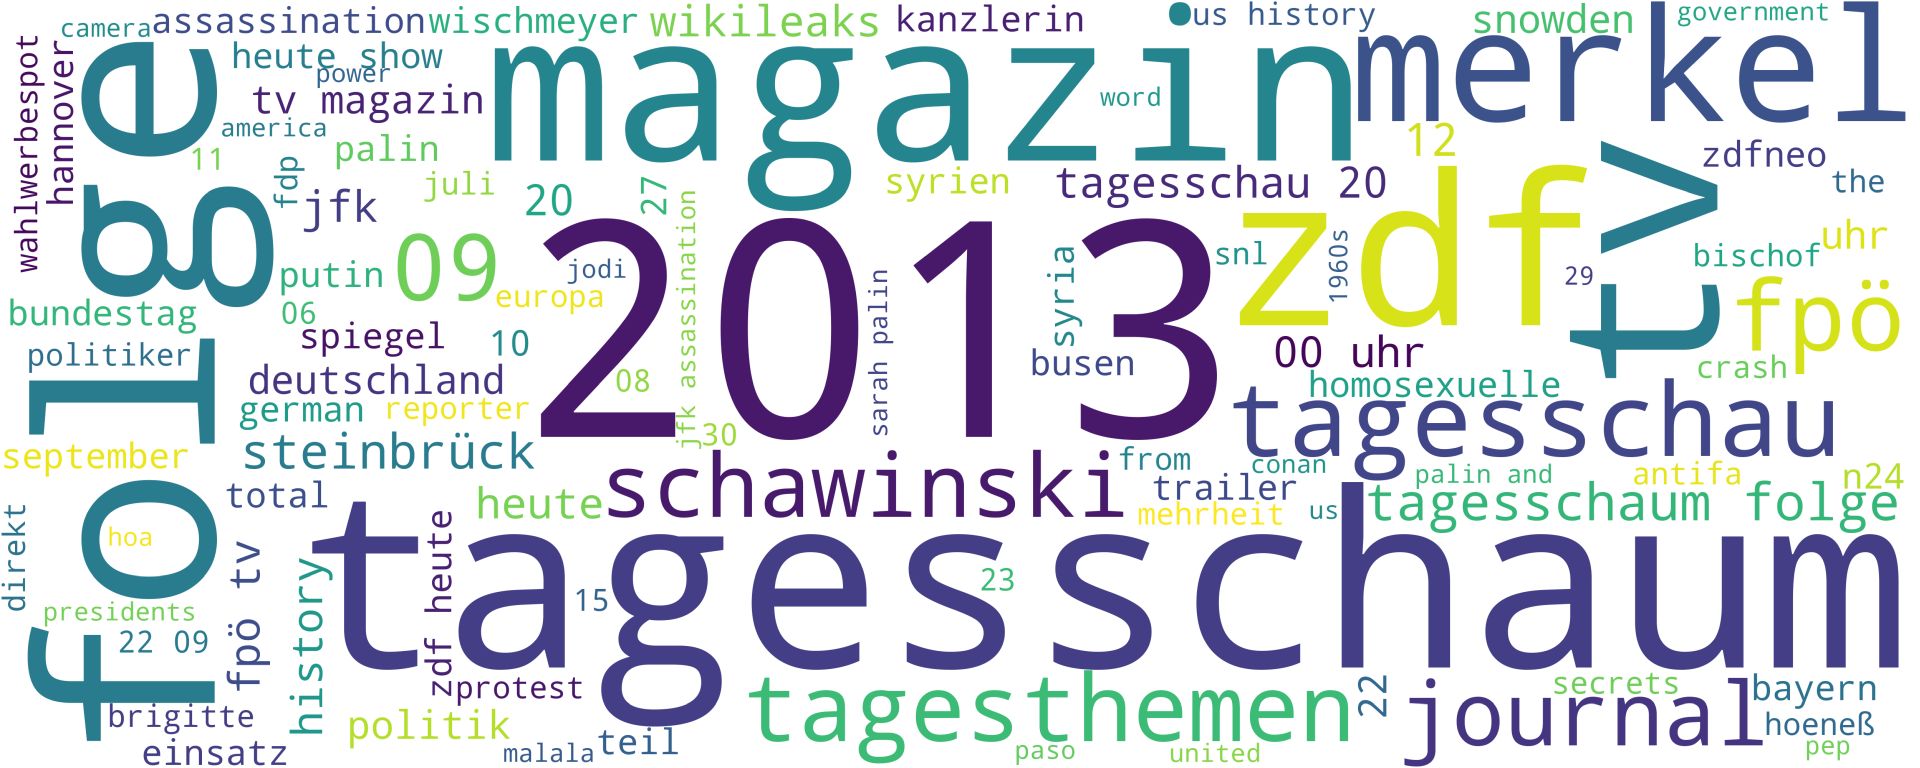 camera
assassination
wischmeyer
wikileaks
kanzlerin
us history
snowden
government
wahlwerbespot
hannover
folge
heute show
power
tv magazin
magazin
word
merkel
america
11
fdp
palin
jfk
juli
20
27
syrien
tagesschau 20
12
zdf
tv
zdfneo
the
uhr
bischof
fpö
putin
09
06
europa
jodi
2013
jfk assassination
sarah palin
syria
snl
1960s
29
bundestag
politiker
spiegel
10
deutschland
08
busen
00 uhr
crash
homosexuelle
german
reporter
30
september
steinbrück
tagesschau
total
heute
schawinski
from
conan
trailer
palin and
antifa
n24
mehrheit
us
tagesschaum folge
direkt
hoa
tagesschaum
zdf heute
history
fpö tv
15
23
presidents
22 09
brigitte
einsatz
protest
politik
malala
teil
tagesthemen
22
journal
secrets
bayern
hoeneß
paso
united
pep